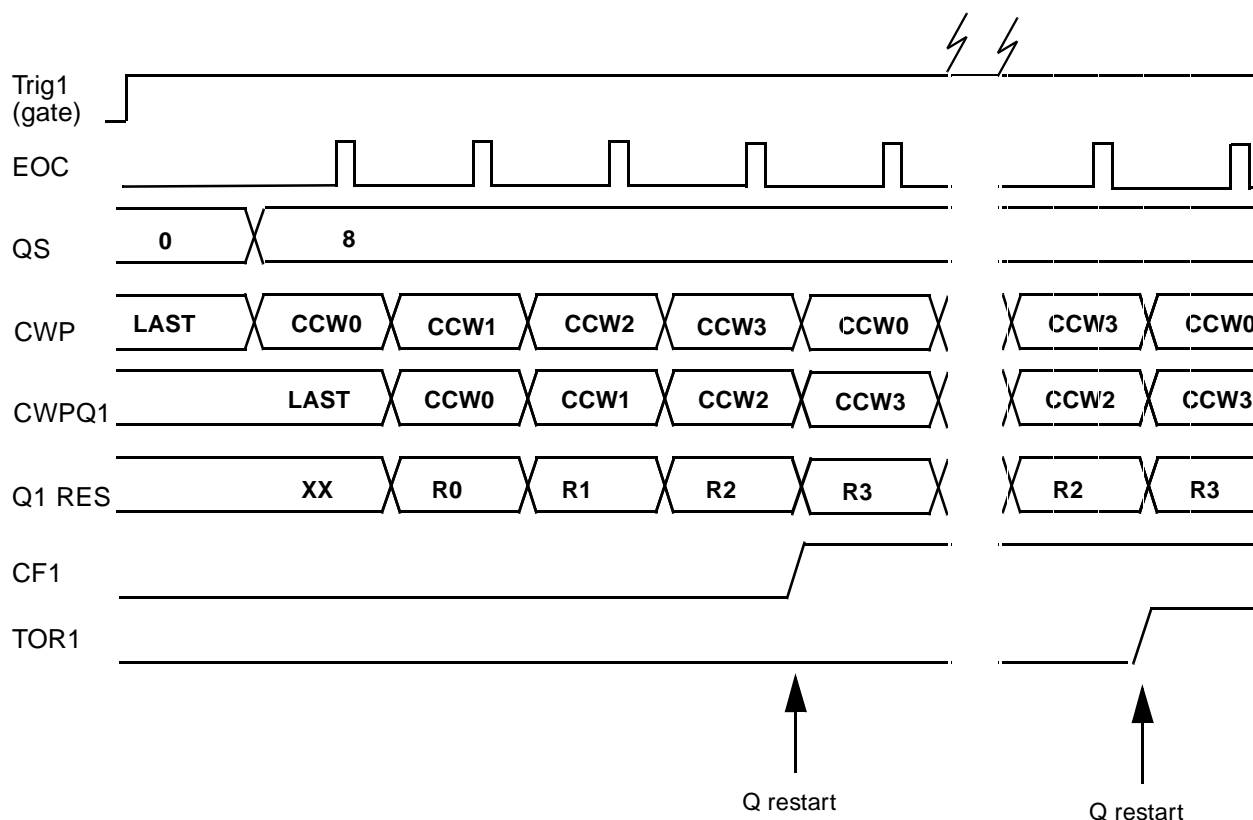 Trig1
(gate)
EOC
QS 0 8
CWP LAST CCW0 CCW1 CCW2 CCW3 CCW0 CCW3 CCW0
CWPQ1 LAST CCW0 CCW1 CCW2 CCW3 CCW2 CCW3
Q1 RES XX R0 R1 R2 R3 R2 R3
CF1
TOR1
Q restart Q restart